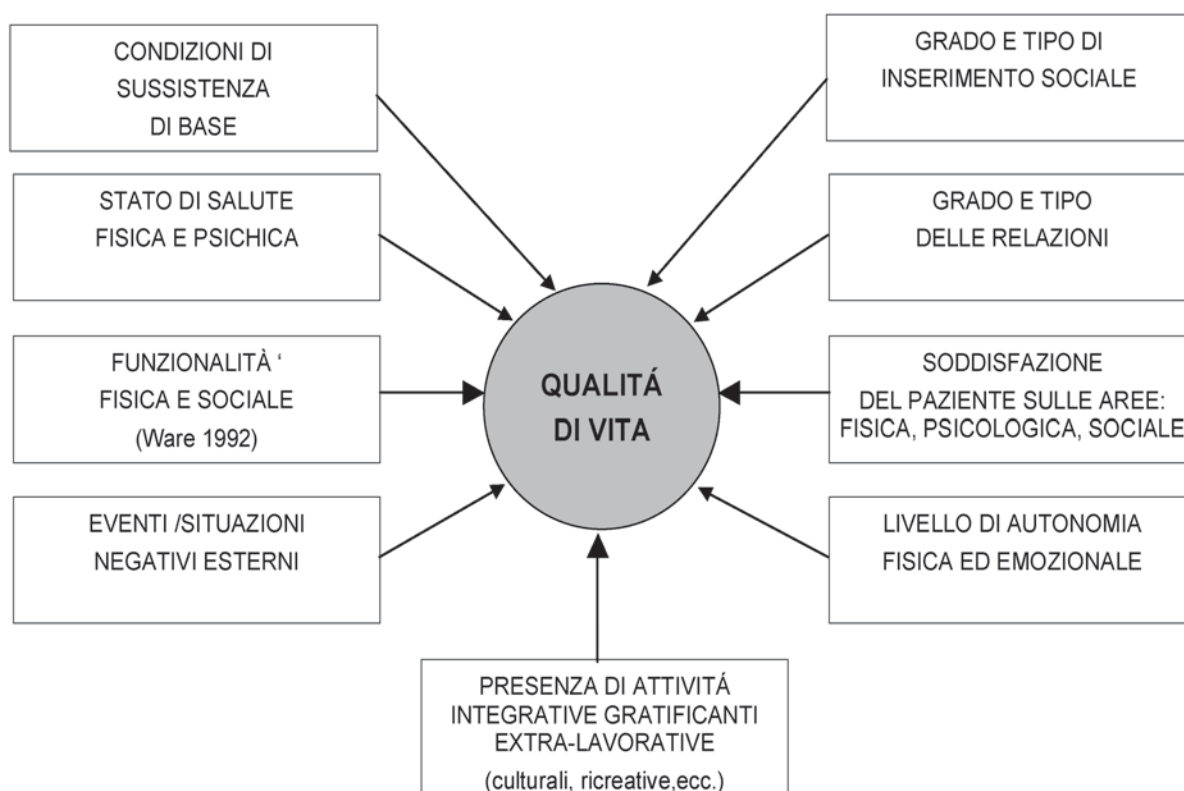 CONDIZIONI DI
SUSSISTENZA
DI BASE
STATO DI SALUTE
FISICA E PSICHICA
FUNZIONALITÀ ‘
FISICA E SOCIALE
(Ware 1992)
EVENTI /SITUAZIONI
NEGATIVI ESTERNI
QUALITÁ
DI VITA
GRADO E TIPO DI
INSERIMENTO SOCIALE
GRADO E TIPO
DELLE RELAZIONI
SODDISFAZIONE
DEL PAZIENTE SULLE AREE:
FISICA, PSICOLOGICA, SOCIALE
LIVELLO DI AUTONOMIA
FISICA ED EMOZIONALE
PRESENZA DI ATTIVITÁ
INTEGRATIVE GRATIFICANTI
EXTRA-LAVORATIVE
(culturali, ricreative,ecc.)